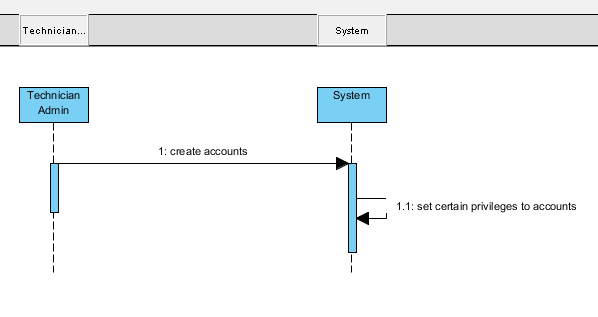 Technician...
System
Technician
Admin
System
1: create accounts
1.1: set certain privileges to accounts